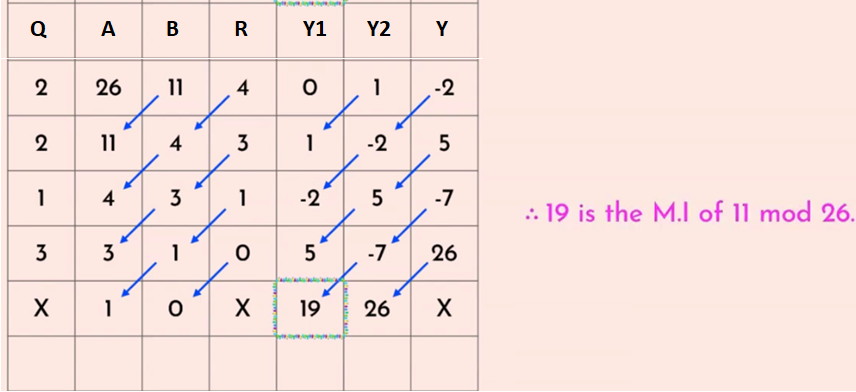 Q A B R Y1 Y2 Y
2 26 11 4 0 1 -2
2 11 4 3 1 -2 5
1 4 3 1 -2 5 -7
3 3 1 0 5 -7 26
X 1 0 X 19 26 X
∴ 19 is the M.I of 11 mod 26.